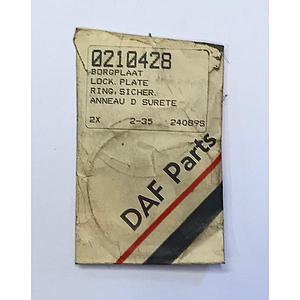 0210428
BORGPLAAT
LOCK. PLATE
RING, SICHER.
ANNEAU D SURETE
2X 2-35 240895
DAF Parts